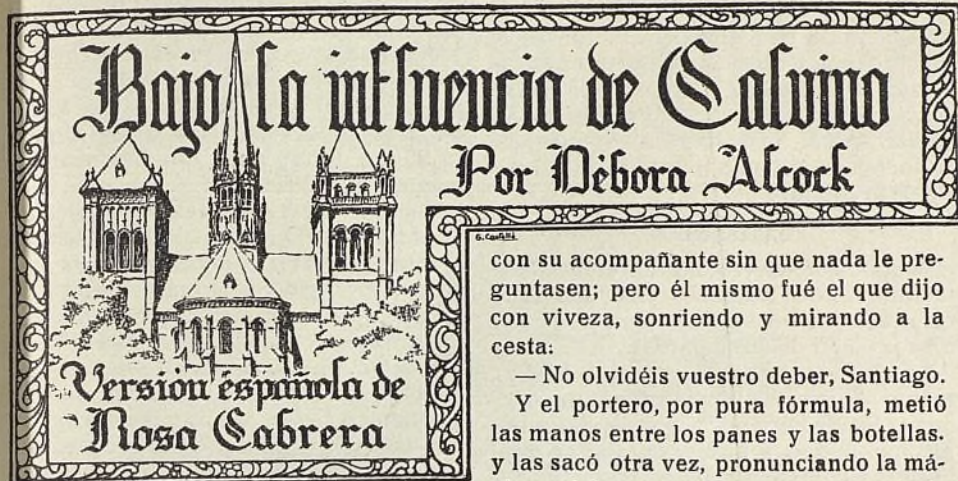 Bajo la influencia de Calvino
Por Débora Alcock
Versión española de
Rosa Cabrera
con su acompañante sin que nada le pre-
guntasen; pero él mismo fué el que dijo
con viveza, sonriendo y mirando a la
cesta:
— No olvidéis vuestro deber, Santiago.
Y el portero, por pura fórmula, metió
las manos entre los panes y las botellas.
y las sacó otra vez, pronunciando la má-